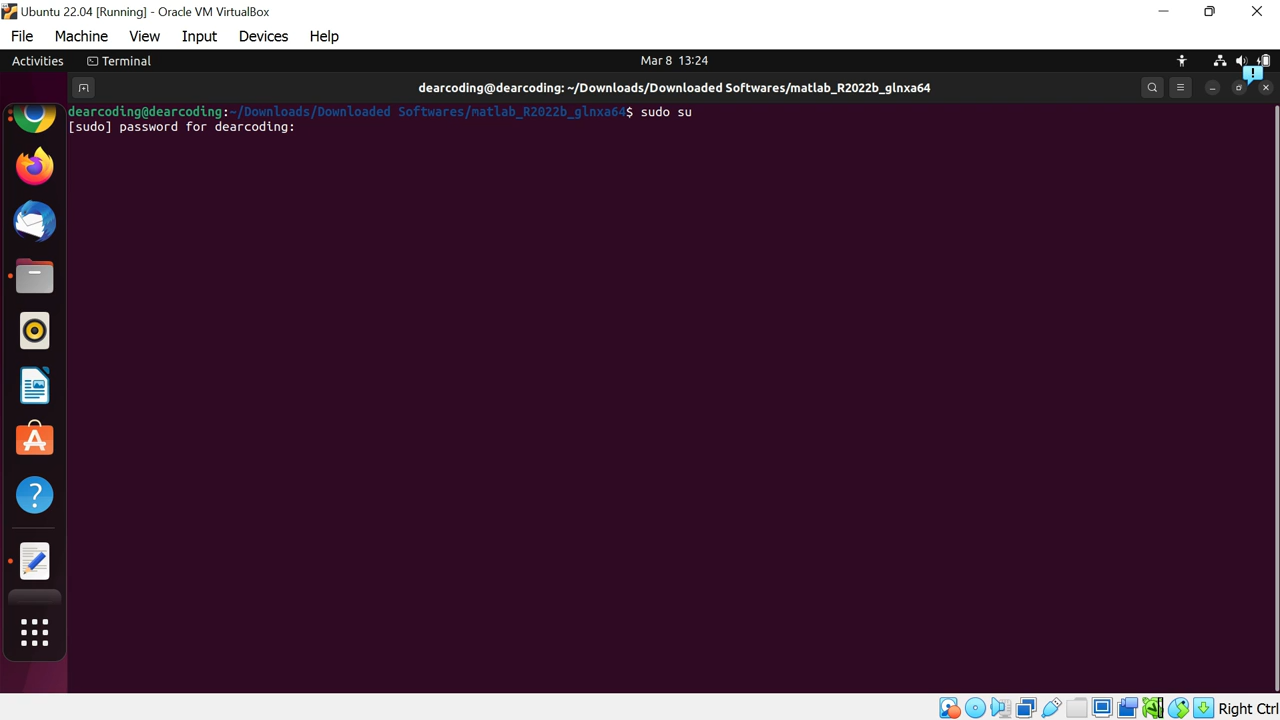 Ubuntu 22.04 [Running] - Oracle VM VirtualBox
File Machine View Input Devices Help
Activities Terminal Mar 8 13:24
dearcoding@dearcoding: ~/Downloads/Downloaded Softwares/matlab_R2022b_glnxa64
dearcoding@dearcoding:~/Downloads/Downloaded Softwares/matlab_R2022b_glnxa64$ sudo su
[sudo] password for dearcoding:
Right Ctrl